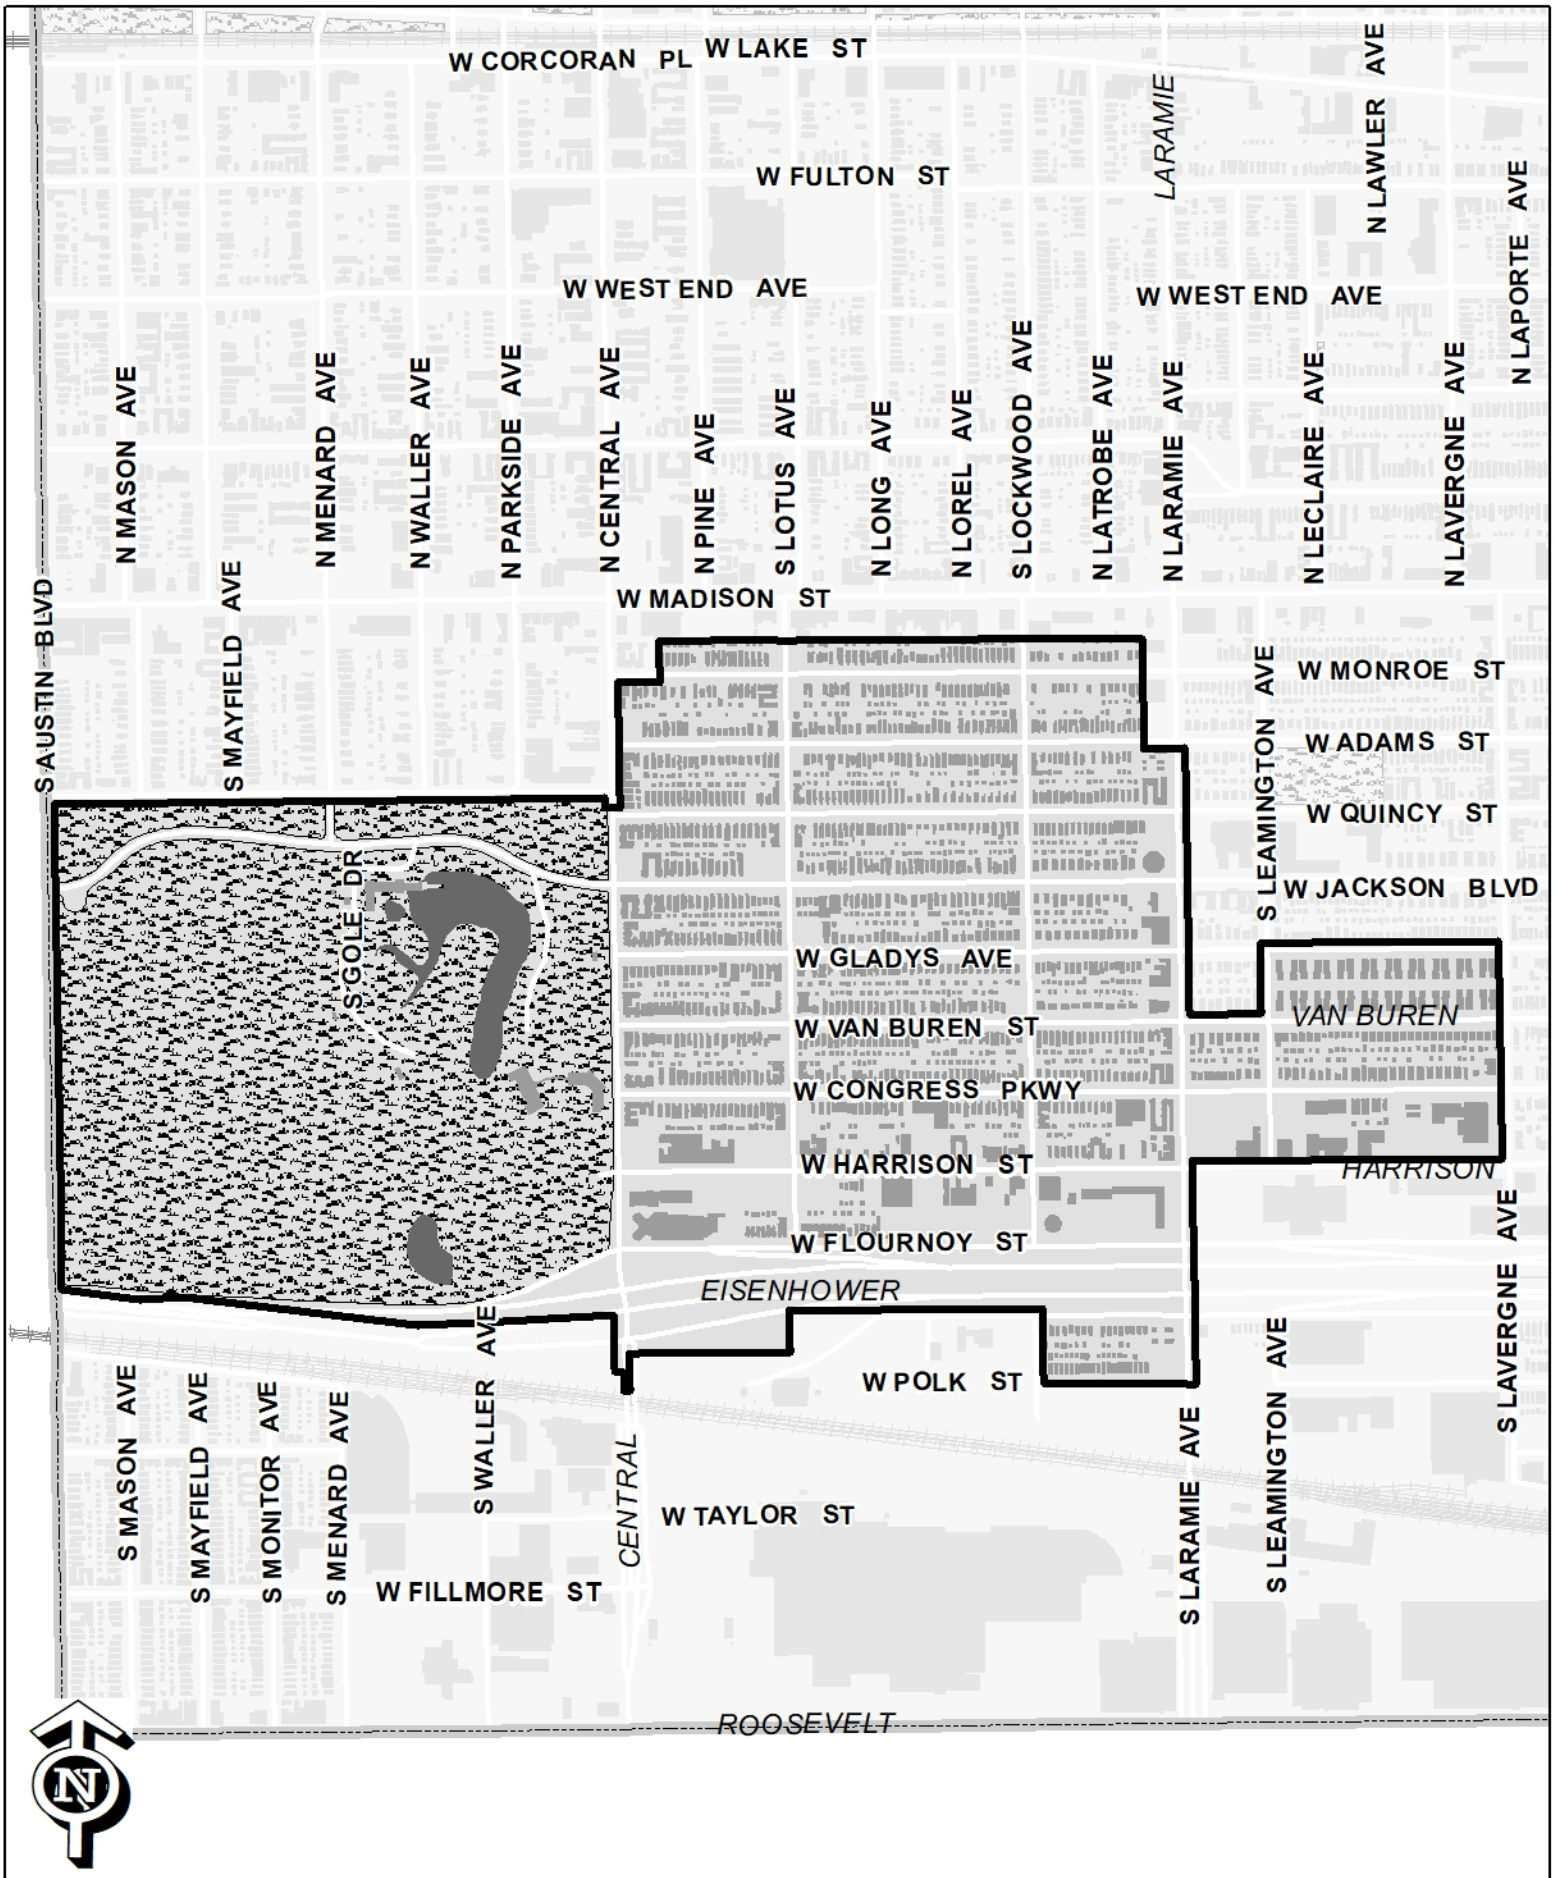 W CORCORAN PL
W LAKE ST
N LAWLER AVE
LARAMIE
W FULTON ST
N LAPORTE AVE
W WEST END AVE
W WEST END AVE
N MASON AVE
N MENARD AVE
N WALLER AVE
N PARKSIDE AVE
N CENTRAL AVE
N PINE AVE
S LOTUS AVE
N LONG AVE
N LOREL AVE
S LOCKWOOD AVE
N LATROBE AVE
N LARAMIE AVE
N LECLAIRE AVE
N LAVERGNE AVE
S AUSTIN BLVD
S MAYFIELD AVE
W MADISON ST
S LEAMINGTON AVE
W MONROE ST
W ADAMS ST
W QUINCY ST
W JACKSON BLVD
S GOLE DR
W GLADYS AVE
W VAN BUREN ST
VAN BUREN
W CONGRESS PKWY
W HARRISON ST
HARRISON
W FLOURNOY ST
EISENHOWER
S LAVERGNE AVE
W POLK ST
S MASON AVE
S MAYFIELD AVE
S MONITOR AVE
S MENARD AVE
S WALLER AVE
CENTRAL
S LARAMIE AVE
S LEAMINGTON AVE
W TAYLOR ST
W FILLMORE ST
ROOSEVELT
N